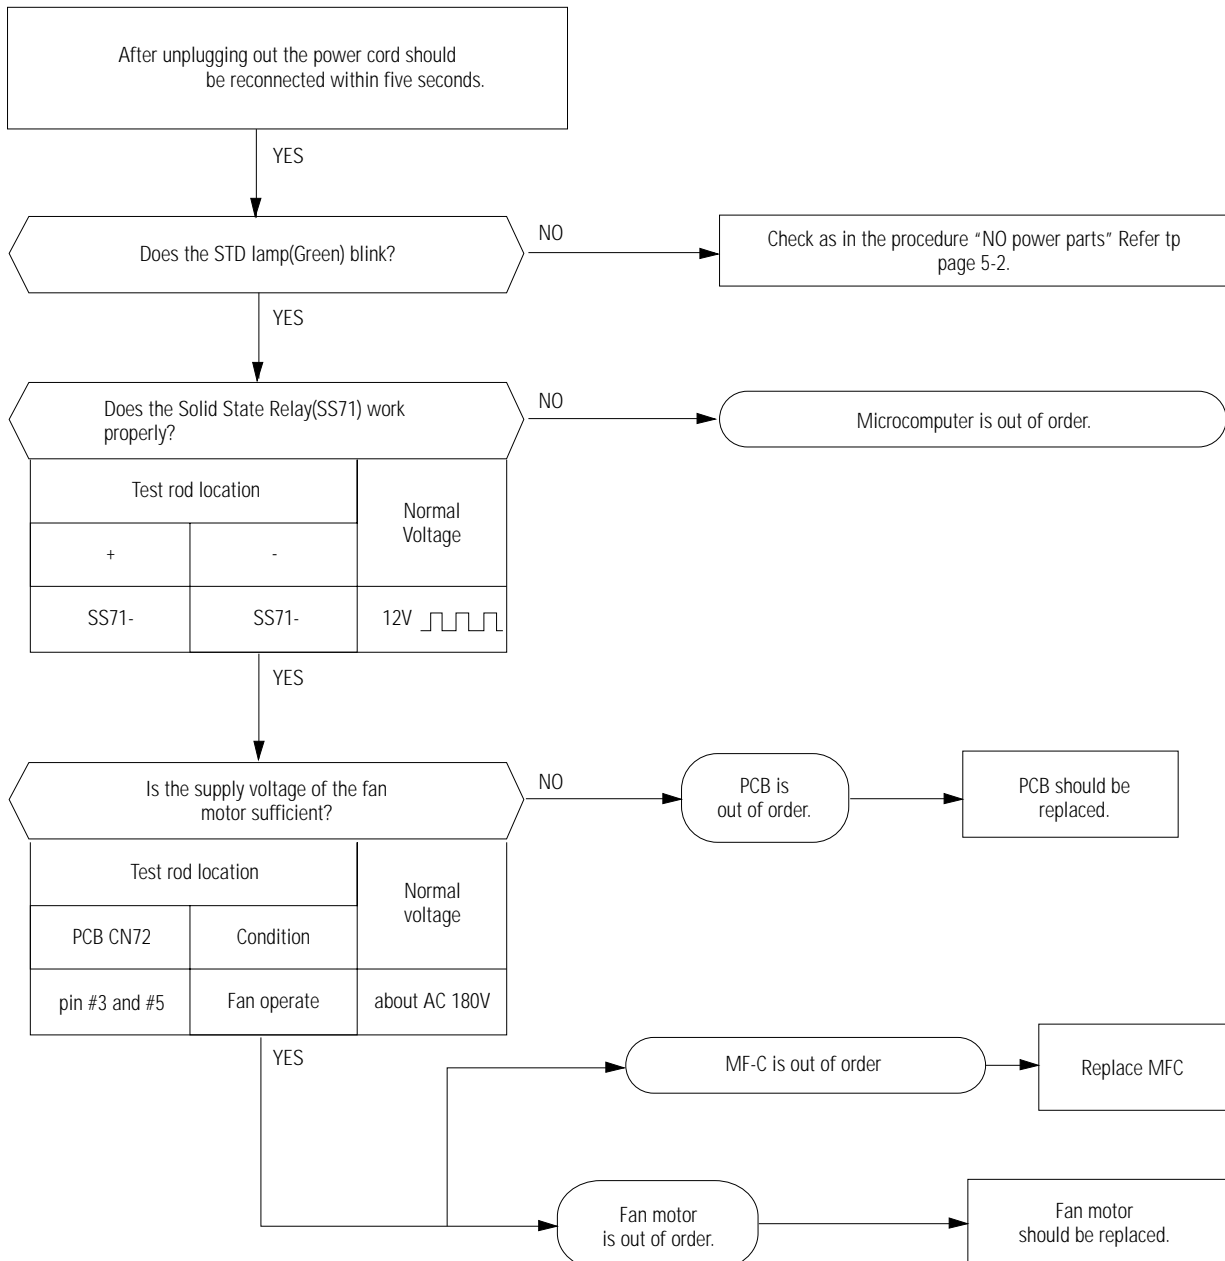 After unplugging out the power cord should
be reconnected within five seconds.
YES
Does the STD lamp(Green) blink?
NO
Check as in the procedure “NO power parts” Refer tp
page 5-2.
YES
Does the Solid State Relay(SS71) work
properly?
NO
Microcomputer is out of order.
Test rod location
Normal
Voltage
+
-
SS71-
SS71-
12V
YES
Is the supply voltage of the fan
motor sufficient?
NO
PCB is
out of order.
PCB should be
replaced.
Test rod location
Normal
voltage
PCB CN72
Condition
pin #3 and #5
Fan operate
about AC 180V
YES
MF-C is out of order
Replace MFC
Fan motor
is out of order.
Fan motor
should be replaced.